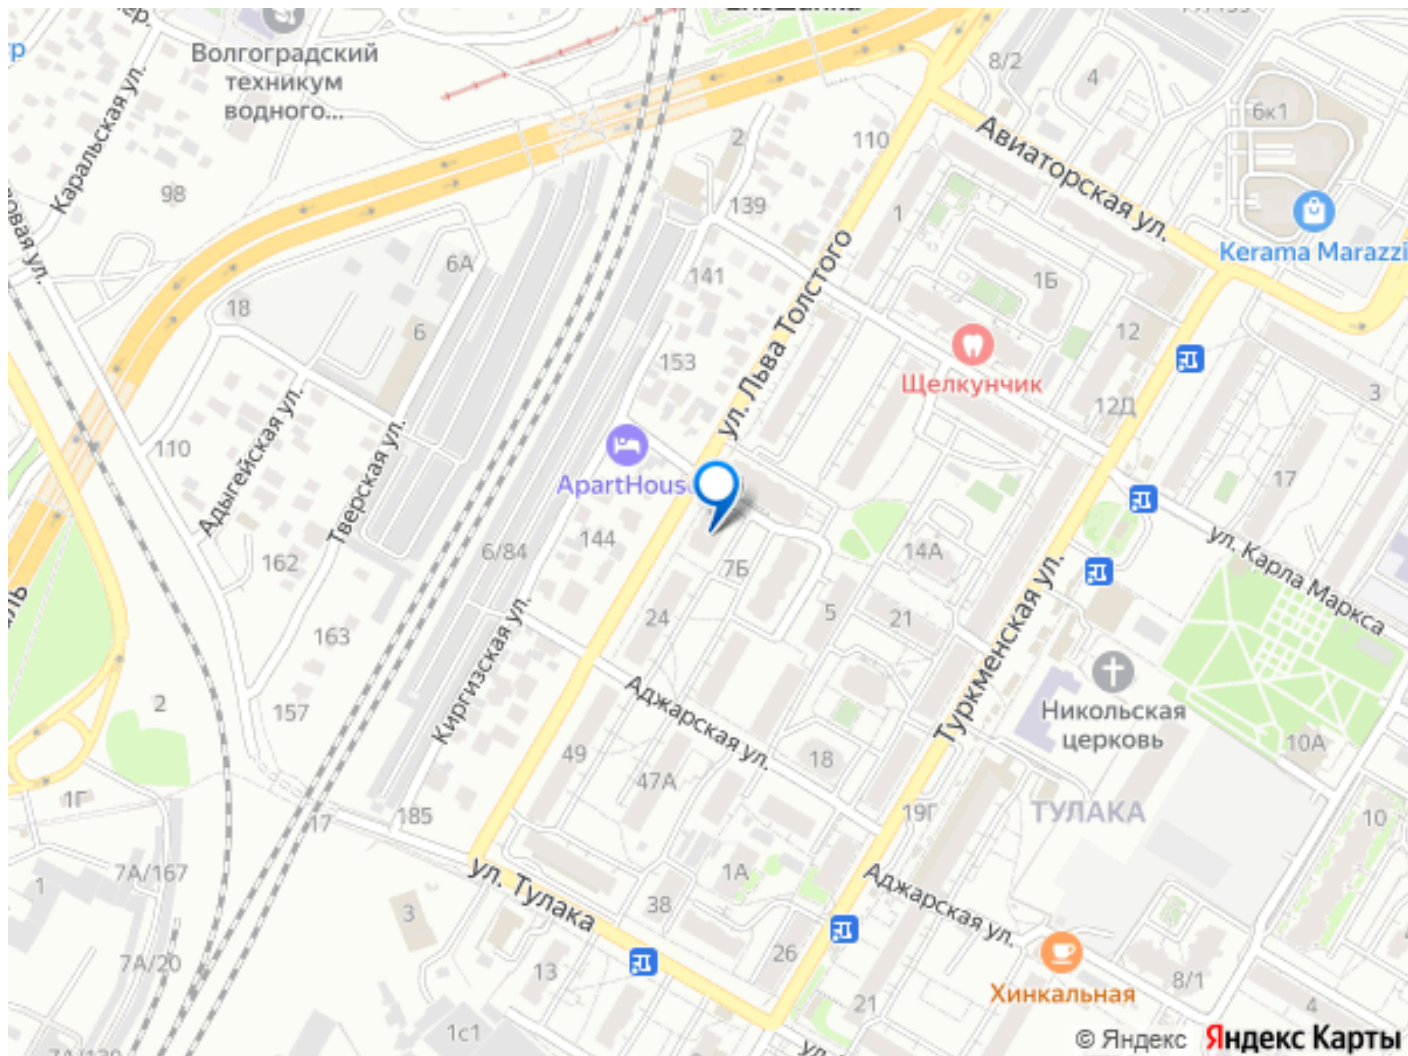 Волгоградский
техникум
водного...
8/2
4
6к1
Каральская ул.
2
110
98
139
Авиаторская ул.
1
Kerama Marazzi
6А
141
1Б
18
6
153
ул. Льва Толстого
12
Щелкунчик
3
12Д
110
Адыгейская ул.
Тверская ул.
ApartHouse
17
6/84
144
7Б
14А
ул. Карла Маркса
162
24
5
21
163
Киргизская ул.
Туркменская ул.
2
157
Аджарская ул.
Никольская
церковь
10А
49
47А
18
1Г
17
185
19Г
ТУЛАКА
10
7А/167
1А
1
ул. Тулака
Аджарская ул.
3
38
7А/20
13
26
8/1
Хинкальная
21
4
1с1
© Яндекс
Яндекс Карты